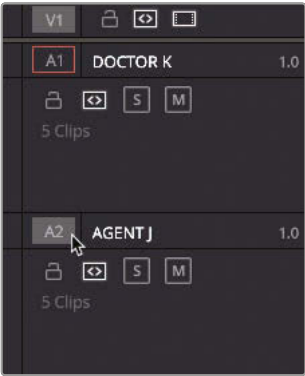 V1
A1 DOCTOR K 1.0
S M
5 Clips
A2 AGENT J 1.0
S M
5 Clips